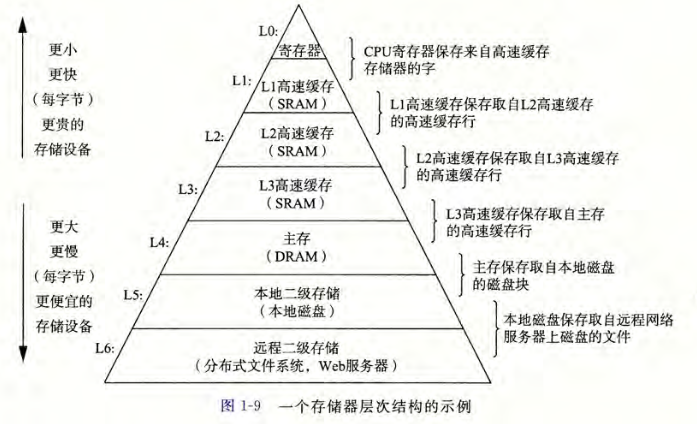 更小
更快
（每字节）
更贵的
存储设备
更大
更慢
（每字节）
更便宜的
存储设备
L0:
寄存器
L1:
L1高速缓存
（SRAM）
L2:
L2高速缓存
（SRAM）
L3:
L3高速缓存
（SRAM）
L4:
主存
（DRAM）
L5:
本地二级存储
（本地磁盘）
L6:
远程二级存储
（分布式文件系统，Web服务器）
CPU寄存器保存来自高速缓存
存储器的字
L1高速缓存保存取自L2高速缓存
的高速缓存行
L2高速缓存保存取自L3高速缓存
的高速缓存行
L3高速缓存保存取自主存
的高速缓存行
主存保存取自本地磁盘
的磁盘块
本地磁盘保存取自远程网络
服务器上磁盘的文件
图 1-9 一个存储器层次结构的示例